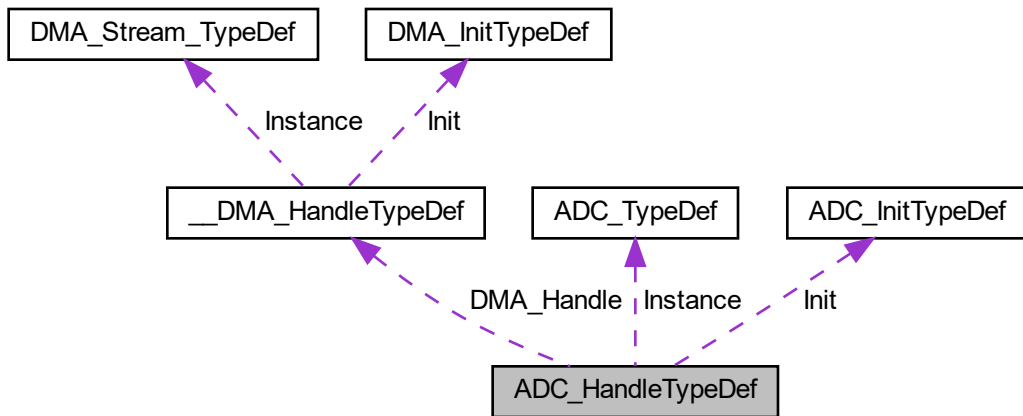 DMA_Stream_TypeDef
DMA_InitTypeDef
Instance
Init
__DMA_HandleTypeDef
ADC_TypeDef
ADC_InitTypeDef
DMA_Handle
Instance
Init
ADC_HandleTypeDef